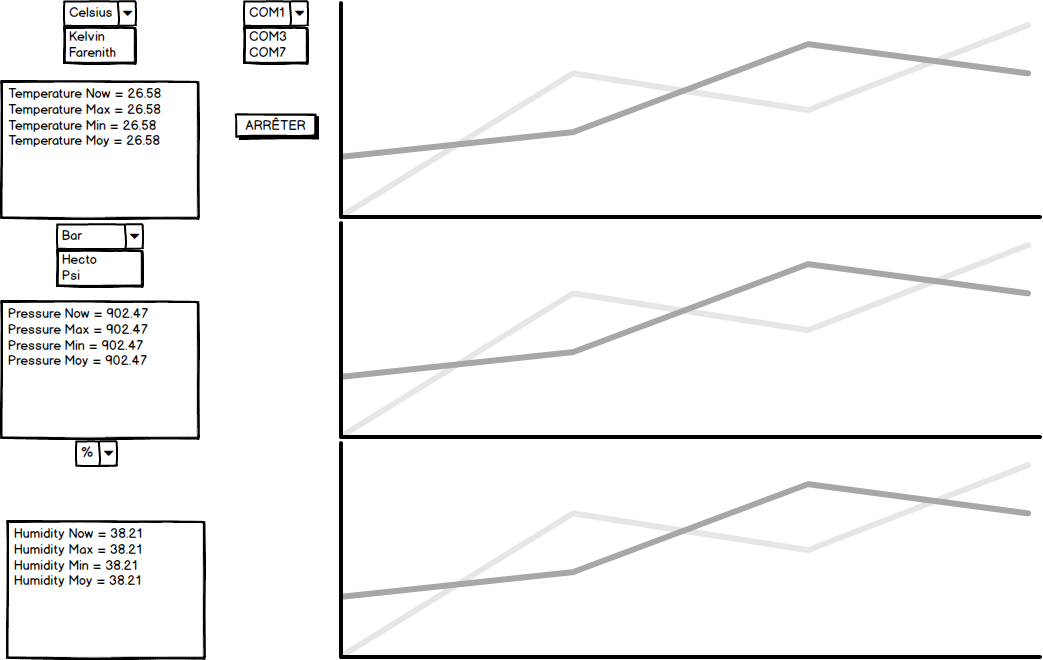 Celsius
Kelvin
Farenith
COM1
COM3
COM7
Temperature Now = 26.58
Temperature Max = 26.58
Temperature Min = 26.58
Temperature Moy = 26.58
ARRÊTER
Bar
Hecto
Psi
Pressure Now = 902.47
Pressure Max = 902.47
Pressure Min = 902.47
Pressure Moy = 902.47
%
Humidity Now = 38.21
Humidity Max = 38.21
Humidity Min = 38.21
Humidity Moy = 38.21